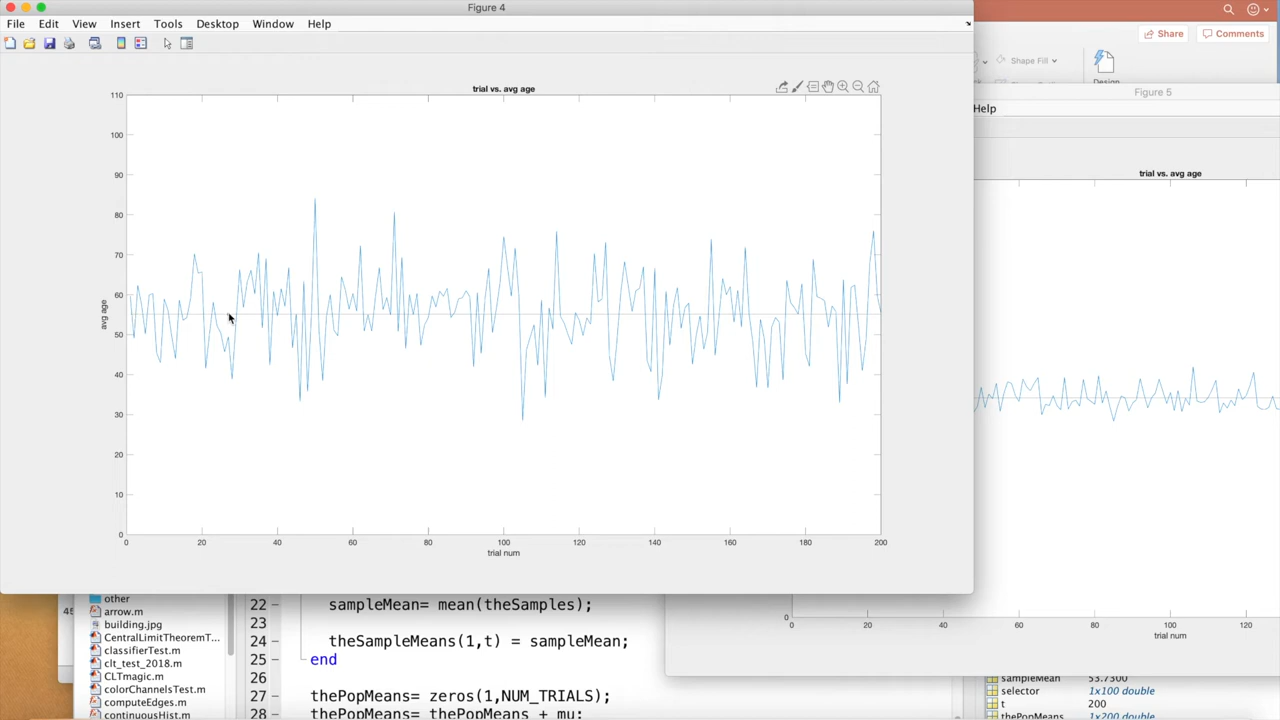 Figure 4
File Edit View Insert Tools Desktop Window Help
Share Comments
Shape Fill
Design
Figure 5
Help
trial vs. avg age
110
100
90
80
70
60
50
40
30
20
10
0
avg age
0 20 40 60 80 100 120 140 160 180 200
trial num
trial vs. avg age
0
0 20 40 60 80 100 120
trial num
45
other
arrow.m
building.jpg
CentralLimitTheoremT...
classifierTest.m
clt_test_2018.m
CLTmagic.m
colorChannelsTest.m
computeEdges.m
continuousHist.m
22 sampleMean= mean(theSamples);
23
24 theSampleMeans(1,t) = sampleMean;
25 end
26
27 thePopMeans= zeros(1,NUM_TRIALS);
28 thePopMeans= thePopMeans + mu;
sampleMean 53.7300
selector 1x100 double
t 200
thePopMeans 1x200 double